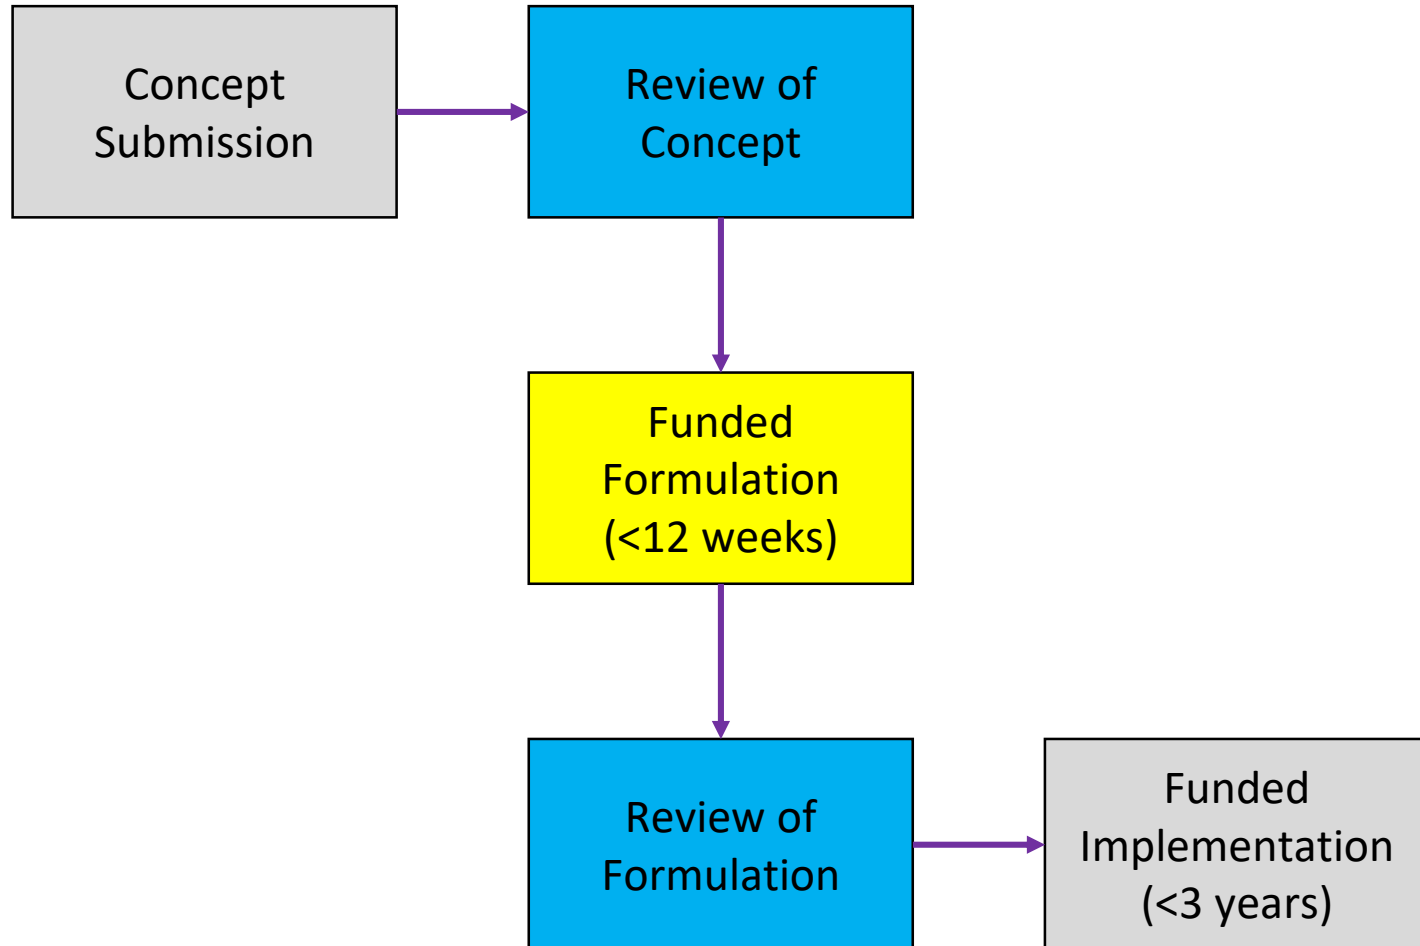 Concept
Submission
Review of
Concept
Funded
Formulation
(<12 weeks)
Review of
Formulation
Funded
Implementation
(<3 years)